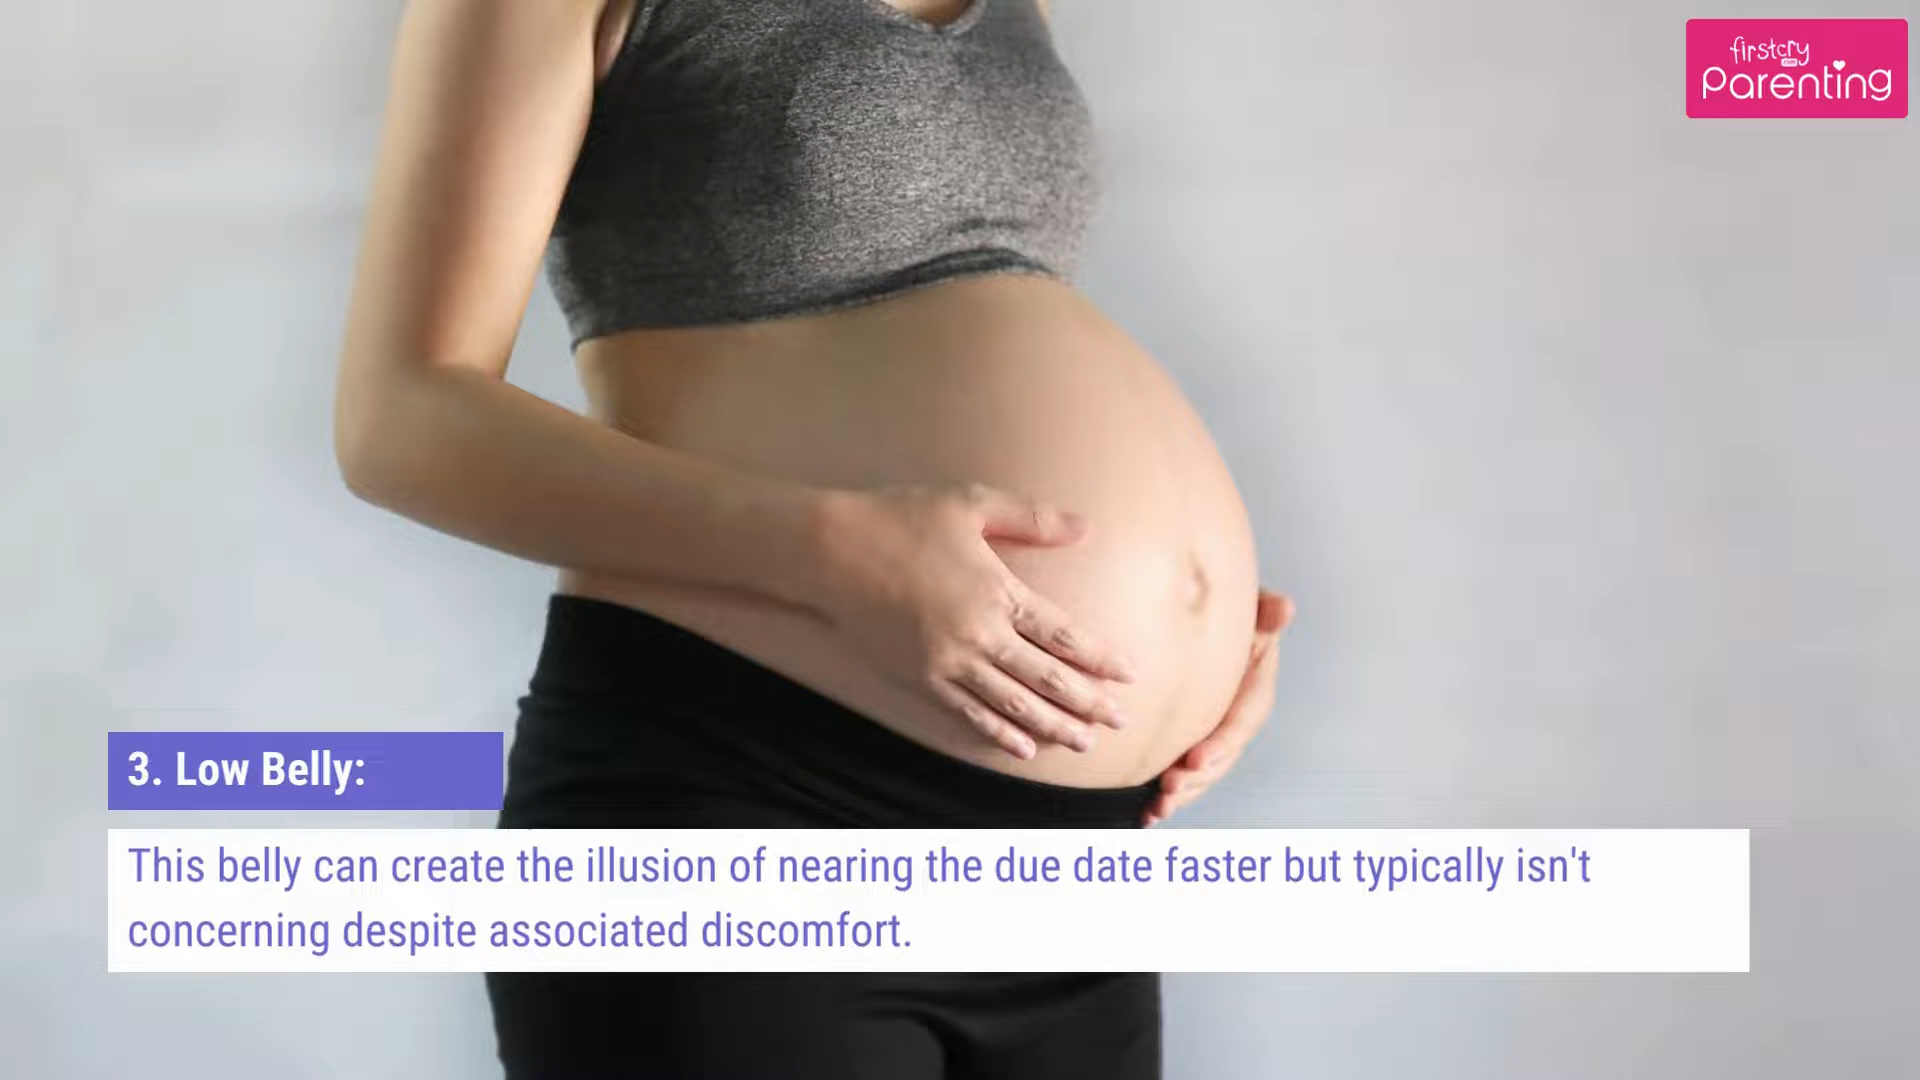 firstcry
.com
Parenting
3. Low Belly:
This belly can create the illusion of nearing the due date faster but typically isn't
concerning despite associated discomfort.